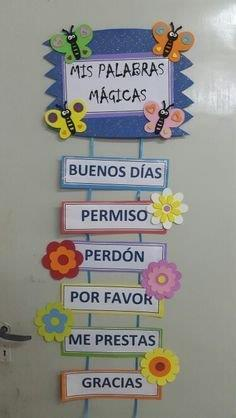 MIS PALABRAS
MÁGICAS
BUENOS DÍAS
PERMISO
PERDÓN
POR FAVOR
ME PRESTAS
GRACIAS